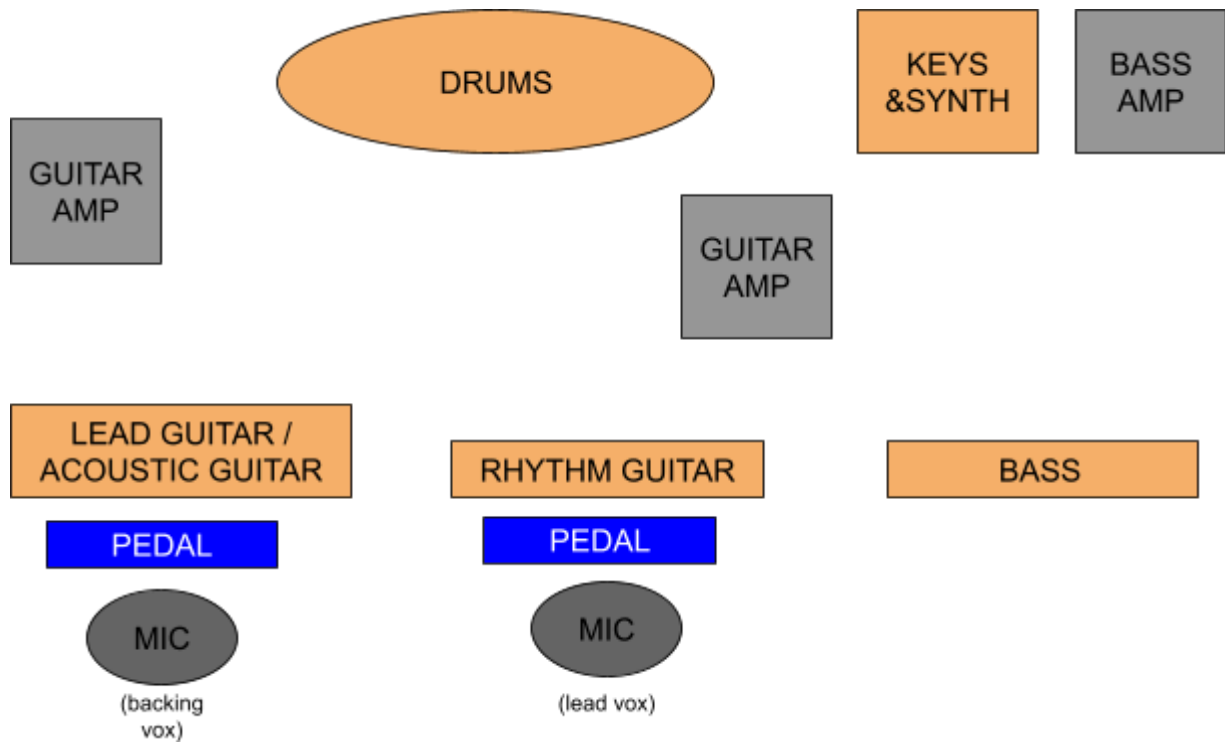 DRUMS
KEYS
&SYNTH
BASS
AMP
GUITAR
AMP
GUITAR
AMP
LEAD GUITAR /
ACOUSTIC GUITAR
RHYTHM GUITAR
BASS
PEDAL
PEDAL
MIC
MIC
(backing
vox)
(lead vox)